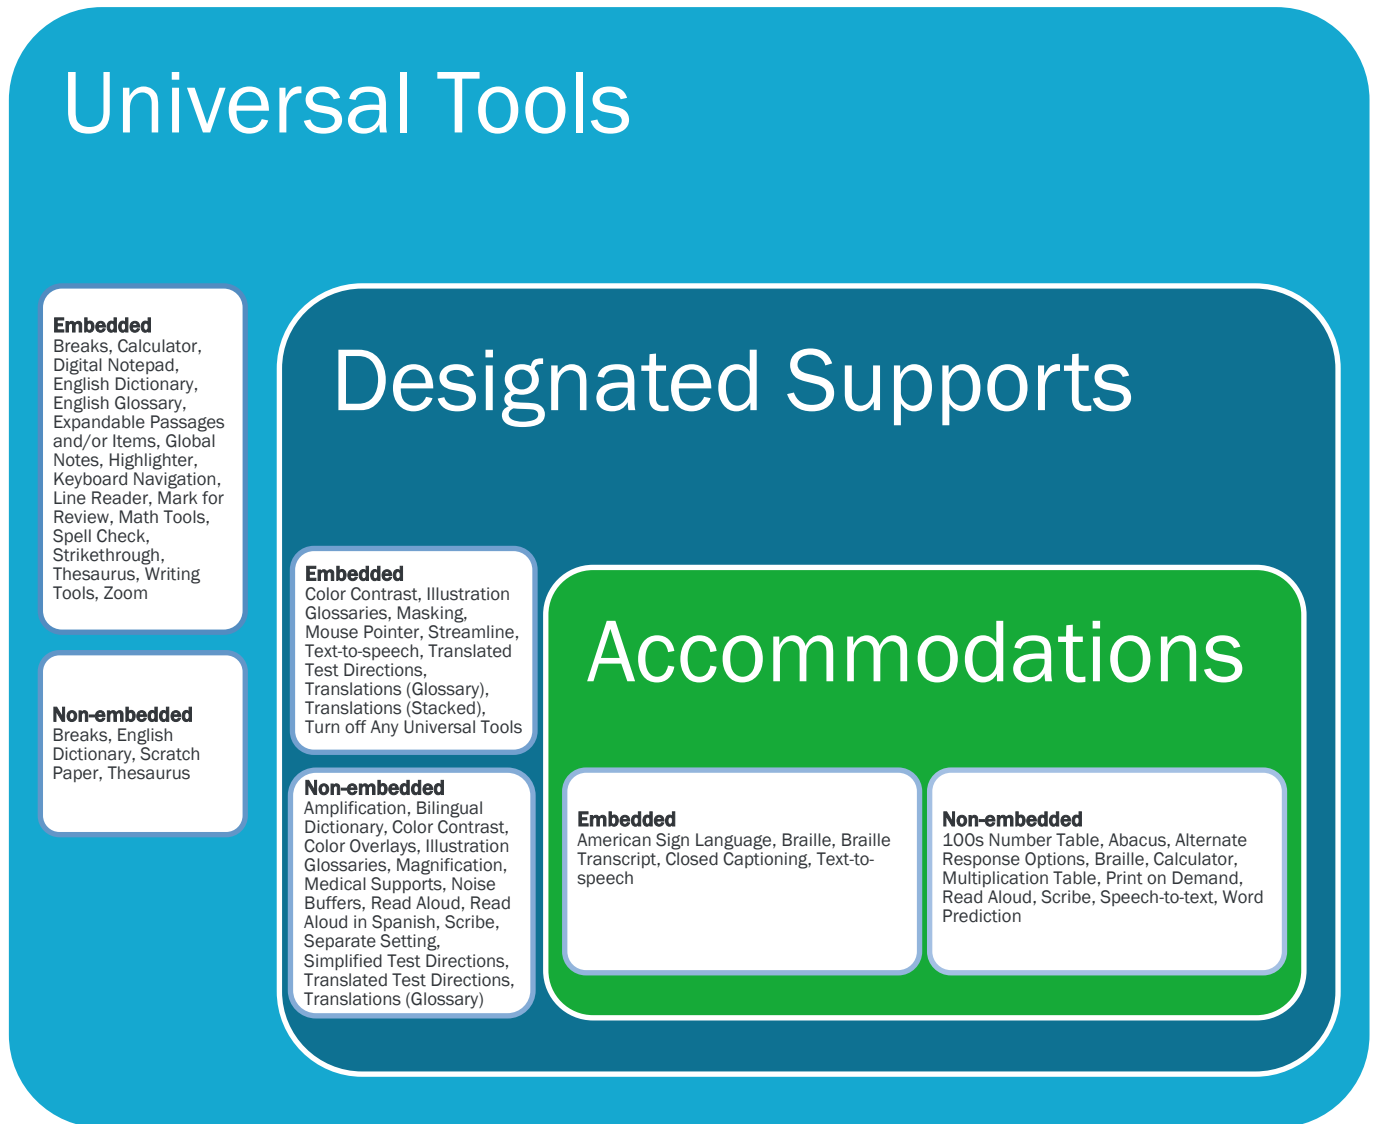 Universal Tools
Embedded
Breaks, Calculator,
Digital Notepad,
English Dictionary,
English Glossary,
Expandable Passages
and/or Items, Global
Notes, Highlighter,
Keyboard Navigation,
Line Reader, Mark for
Review, Math Tools,
Spell Check,
Strikethrough,
Thesaurus, Writing
Tools, Zoom
Non-embedded
Breaks, English
Dictionary, Scratch
Paper, Thesaurus
Designated Supports
Embedded
Color Contrast, Illustration
Glossaries, Masking,
Mouse Pointer, Streamline,
Text-to-speech, Translated
Test Directions,
Translations (Glossary),
Translations (Stacked),
Turn off Any Universal Tools
Non-embedded
Amplification, Bilingual
Dictionary, Color Contrast,
Color Overlays, Illustration
Glossaries, Magnification,
Medical Supports, Noise
Buffers, Read Aloud, Read
Aloud in Spanish, Scribe,
Separate Setting,
Simplified Test Directions,
Translated Test Directions,
Translations (Glossary)
Accommodations
Embedded
American Sign Language, Braille, Braille
Transcript, Closed Captioning, Text-to-
speech
Non-embedded
100s Number Table, Abacus, Alternate
Response Options, Braille, Calculator,
Multiplication Table, Print on Demand,
Read Aloud, Scribe, Speech-to-text, Word
Prediction